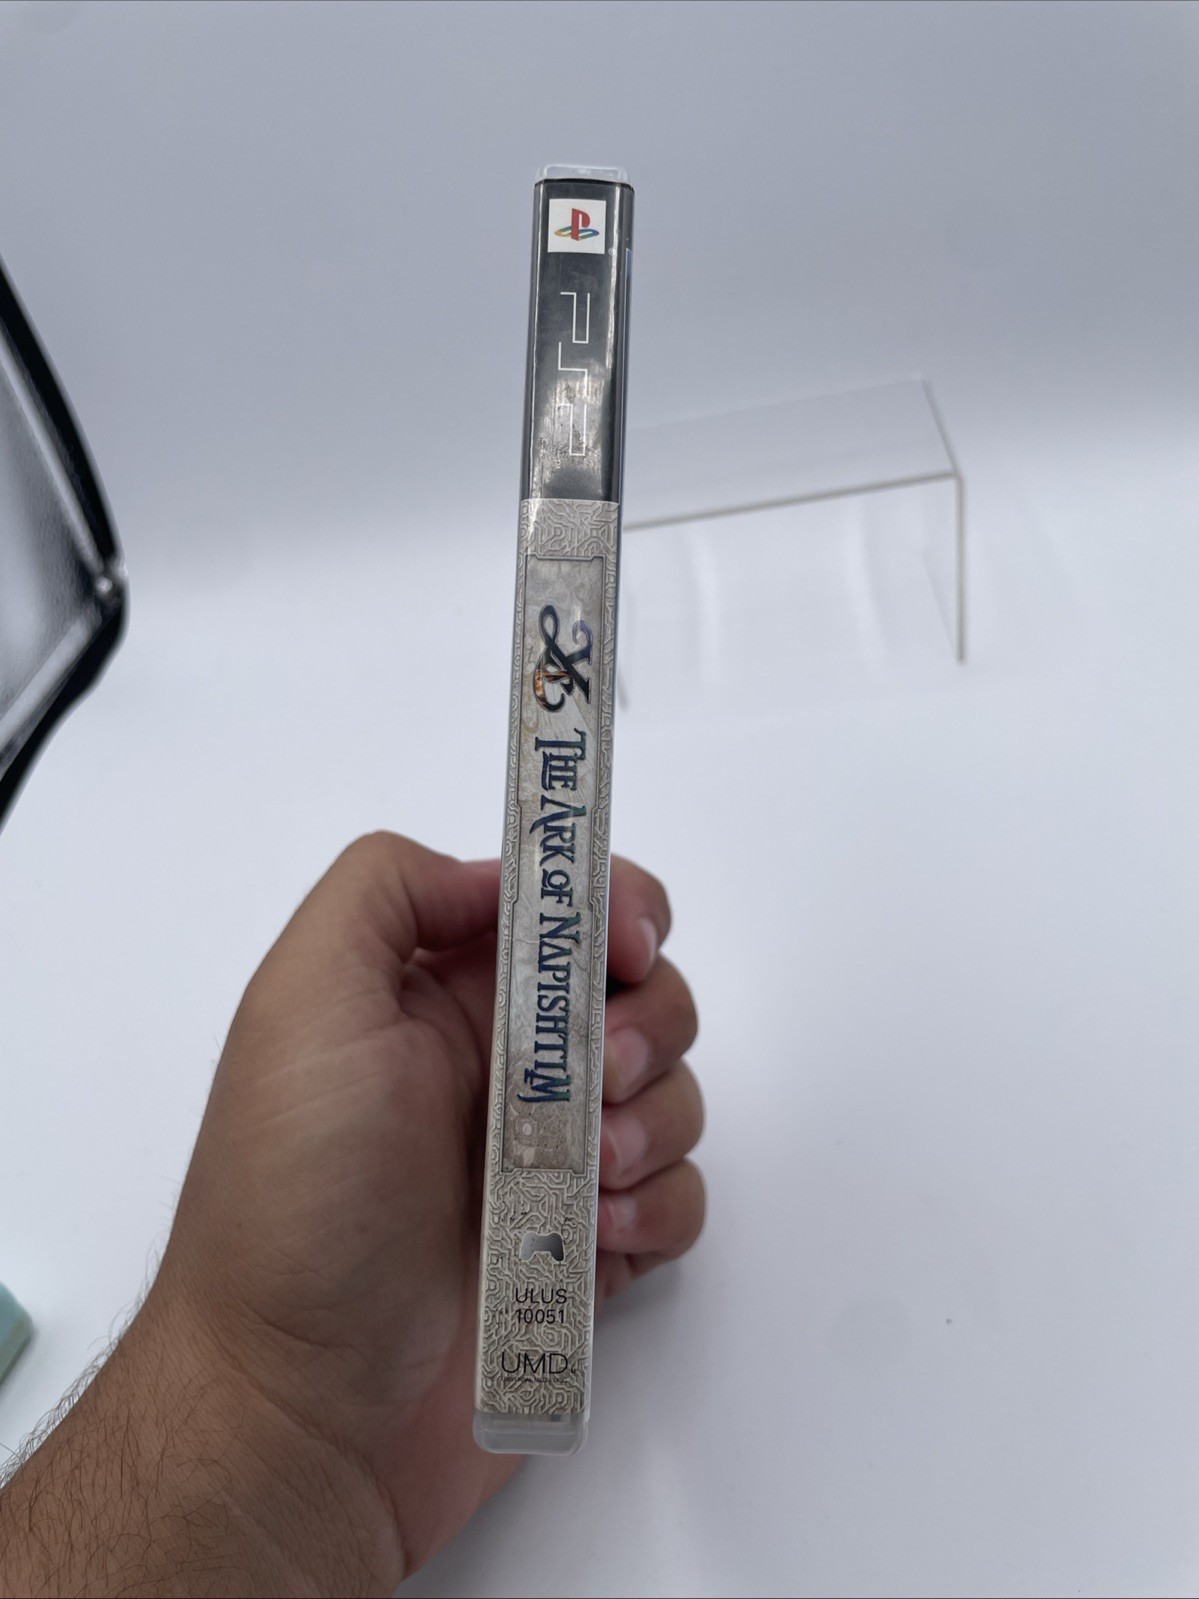 PSP
Ys
THE ARK OF NAPISHTIM
ULUS
10051
UMD